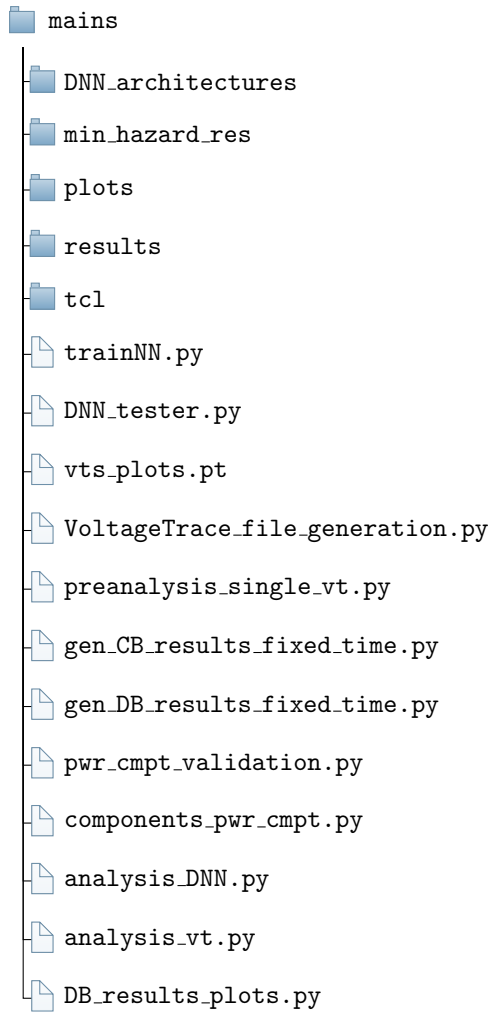 mains
DNN_architectures
min_hazard_res
plots
results
tcl
trainNN.py
DNN_tester.py
vts_plots.pt
VoltageTrace_file_generation.py
preanalysis_single_vt.py
gen_CB_results_fixed_time.py
gen_DB_results_fixed_time.py
pwr_cmpt_validation.py
components_pwr_cmpt.py
analysis_DNN.py
analysis_vt.py
DB_results_plots.py